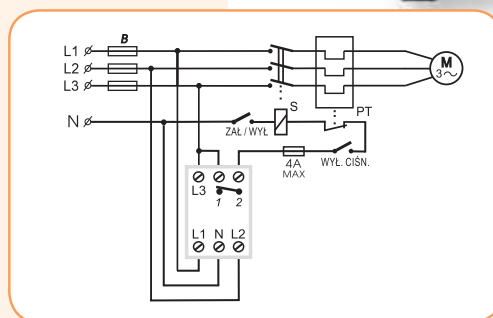 B
L1
L2
L3
M
3~
N
S
PT
ZAŁ / WYŁ
4A
MAX
WYŁ. CIŚN.
L3
1 2
L1 N L2